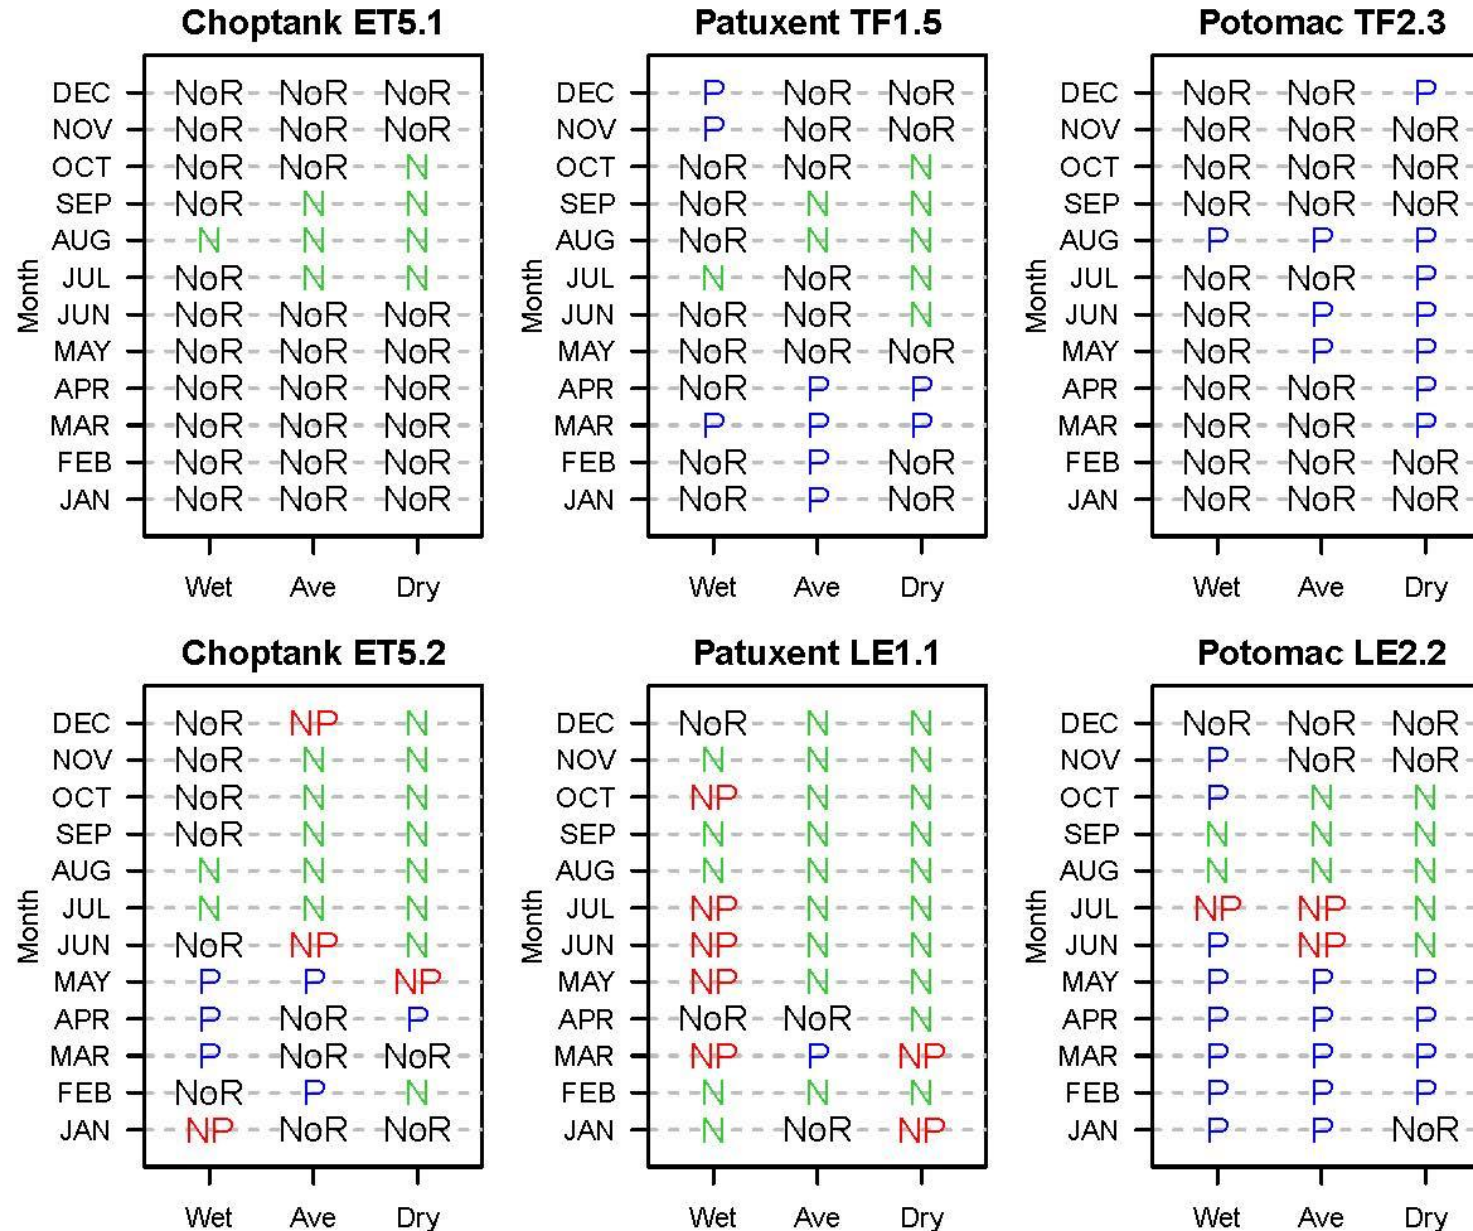 Choptank ET5.1 Patuxent TF1.5 Potomac TF2.3
DEC NoR NoR NoR DEC P NoR NoR DEC NoR NoR P
NOV NoR NoR NoR NOV P NoR NoR NOV NoR NoR NoR
OCT NoR NoR N OCT NoR NoR N OCT NoR NoR NoR
SEP NoR N N SEP NoR N N SEP NoR NoR NoR
AUG N N N AUG NoR N N AUG P P P
JUL NoR N N JUL N NoR N JUL NoR NoR P
Month Month Month
JUN NoR NoR NoR JUN NoR NoR N JUN NoR P P
MAY NoR NoR NoR MAY NoR NoR NoR MAY NoR P P
APR NoR NoR NoR APR NoR P P APR NoR NoR P
MAR NoR NoR NoR MAR P P P MAR NoR NoR P
FEB NoR NoR NoR FEB NoR P NoR FEB NoR NoR NoR
JAN NoR NoR NoR JAN NoR P NoR JAN NoR NoR NoR
Wet Ave Dry Wet Ave Dry Wet Ave Dry
Choptank ET5.2 Patuxent LE1.1 Potomac LE2.2
DEC NoR NP N DEC NoR N N DEC NoR NoR NoR
NOV NoR N N NOV N N N NOV P NoR NoR
OCT NoR N N OCT NP N N OCT P N N
SEP NoR N N SEP N N N SEP N N N
AUG N N N AUG N N N AUG N N N
JUL N N N JUL NP N N JUL NP NP N
Month Month Month
JUN NoR NP N JUN NP N N JUN P NP N
MAY P P NP MAY NP N N MAY P P P
APR P NoR P APR NoR NoR N APR P P P
MAR P NoR NoR MAR NP P NP MAR P P P
FEB NoR P N FEB N N N FEB P P P
JAN NP NoR NoR JAN N NoR NP JAN P P NoR
Wet Ave Dry Wet Ave Dry Wet Ave Dry